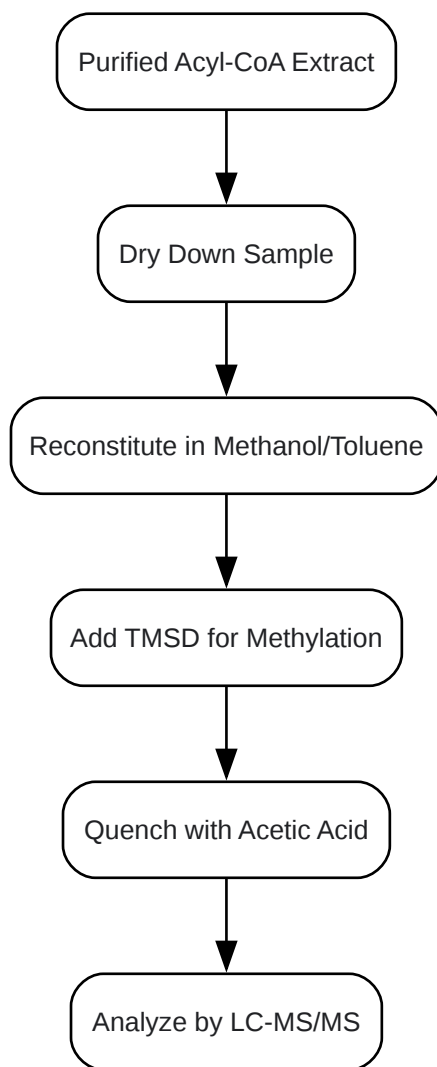 Purified Acyl-CoA Extract
Dry Down Sample
Reconstitute in Methanol/Toluene
Add TMSD for Methylation
Quench with Acetic Acid
Analyze by LC-MS/MS